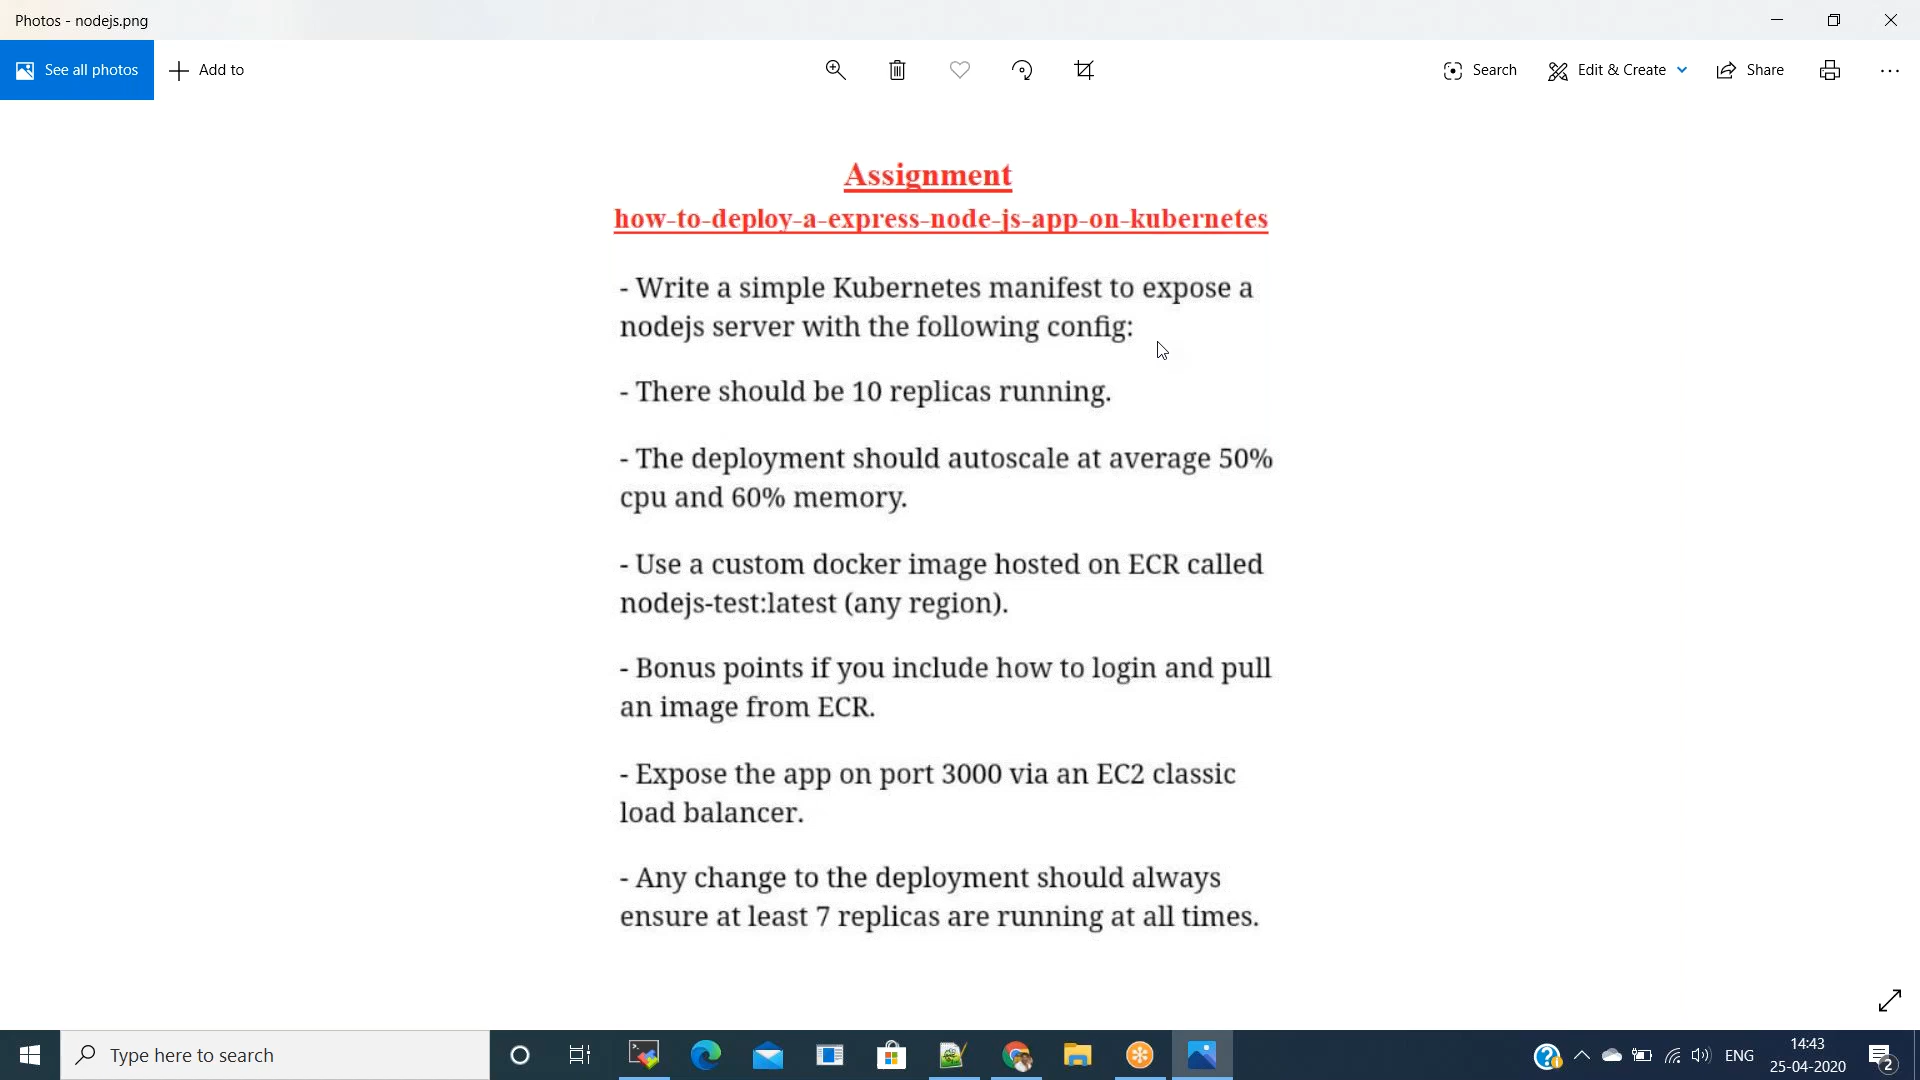 Photos - nodejs.png
See all photos
Add to
Search
Edit & Create
Share
Assignment
how-to-deploy-a-express-node-js-app-on-kubernetes
- Write a simple Kubernetes manifest to expose a
nodejs server with the following config:
- There should be 10 replicas running.
- The deployment should autoscale at average 50%
cpu and 60% memory.
- Use a custom docker image hosted on ECR called
nodejs-test:latest (any region).
- Bonus points if you include how to login and pull
an image from ECR.
- Expose the app on port 3000 via an EC2 classic
load balancer.
- Any change to the deployment should always
ensure at least 7 replicas are running at all times.
Type here to search
ENG
14:43
25-04-2020
2